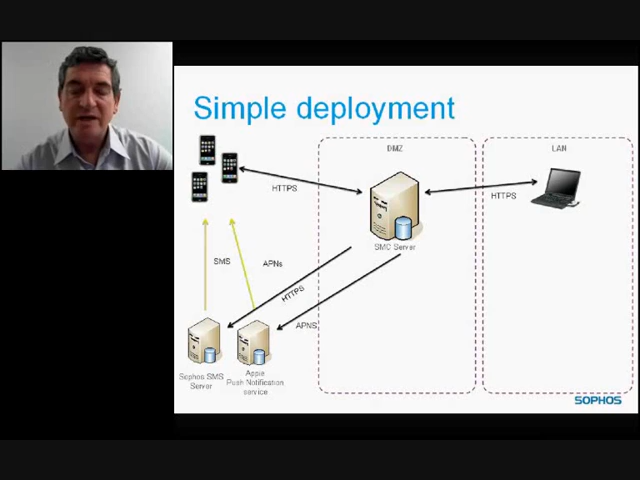 Simple deployment
DMZ
LAN
HTTPS
HTTPS
SMC Server
SMS
APNs
HTTPS
APNS
Sophos SMS
Server
Apple
Push Notification
service
SOPHOS